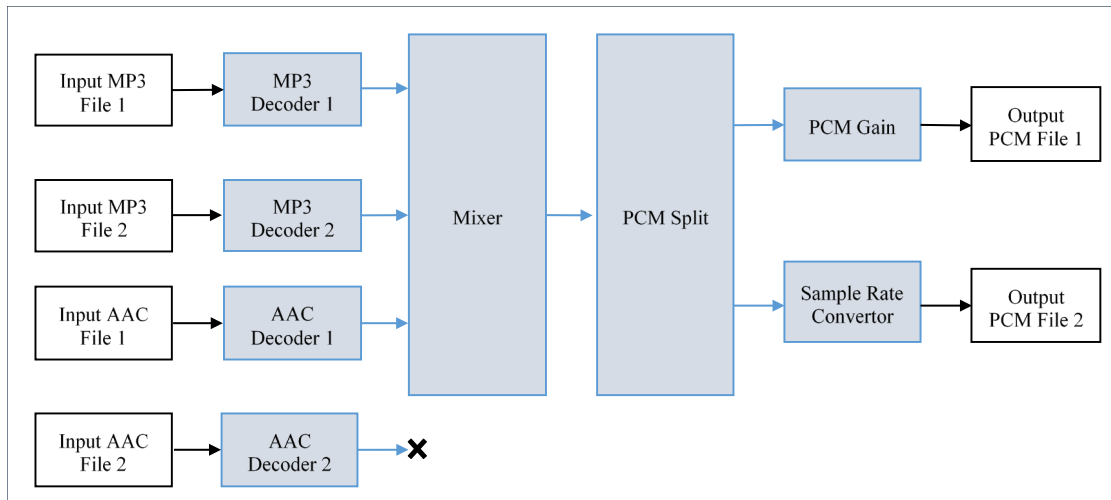 Input MP3
File 1
MP3
Decoder 1
Input MP3
File 2
MP3
Decoder 2
Input AAC
File 1
AAC
Decoder 1
Input AAC
File 2
AAC
Decoder 2
Mixer
PCM Split
PCM Gain
Output
PCM File 1
Sample Rate
Convertor
Output
PCM File 2